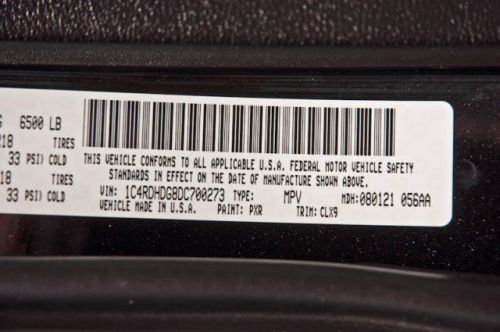 G 6500 LB
218 TIRES
33 PSI) COLD
18 TIRES
33 PSI) COLD
THIS VEHICLE CONFORMS TO ALL APPLICABLE U.S.A. FEDERAL MOTOR VEHICLE SAFETY
STANDARDS IN EFFECT ON THE DATE OF MANUFACTURE SHOWN ABOVE.
VIN: 1C4RDHDG8DC700273 TYPE: MPV MDH: 080121 056AA
VEHICLE MADE IN U.S.A. PAINT: PXR TRIM: CLX9